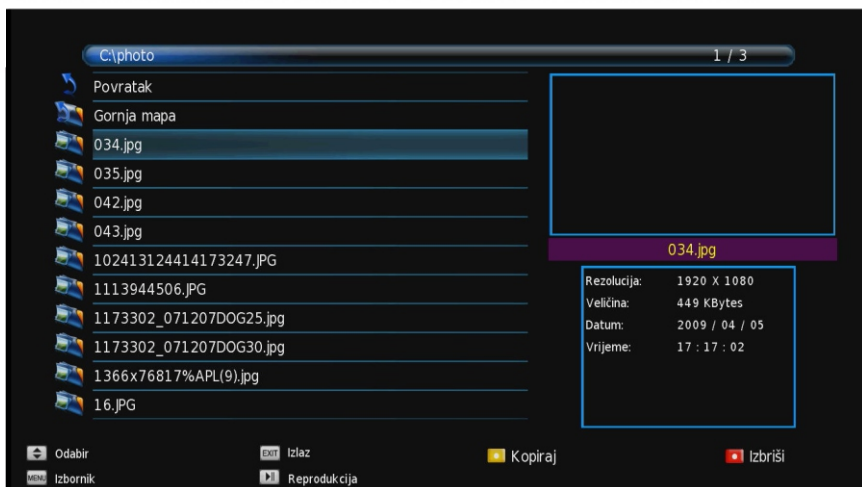 C:\photo 1 / 3
Povratak
Gornja mapa
034.jpg
035.jpg
042.jpg
043.jpg
102413124414173247.JPG
1113944506.JPG
1173302_071207DOG25.jpg
1173302_071207DOG30.jpg
1366x76817%APL(9).jpg
16.JPG
034.jpg
Rezolucija: 1920 X 1080
Veličina: 449 KBytes
Datum: 2009 / 04 / 05
Vrijeme: 17 : 17 : 02
Odabir EXIT Izlaz Kopiraj Izbriši
MENU Izbornik Reprodukcija